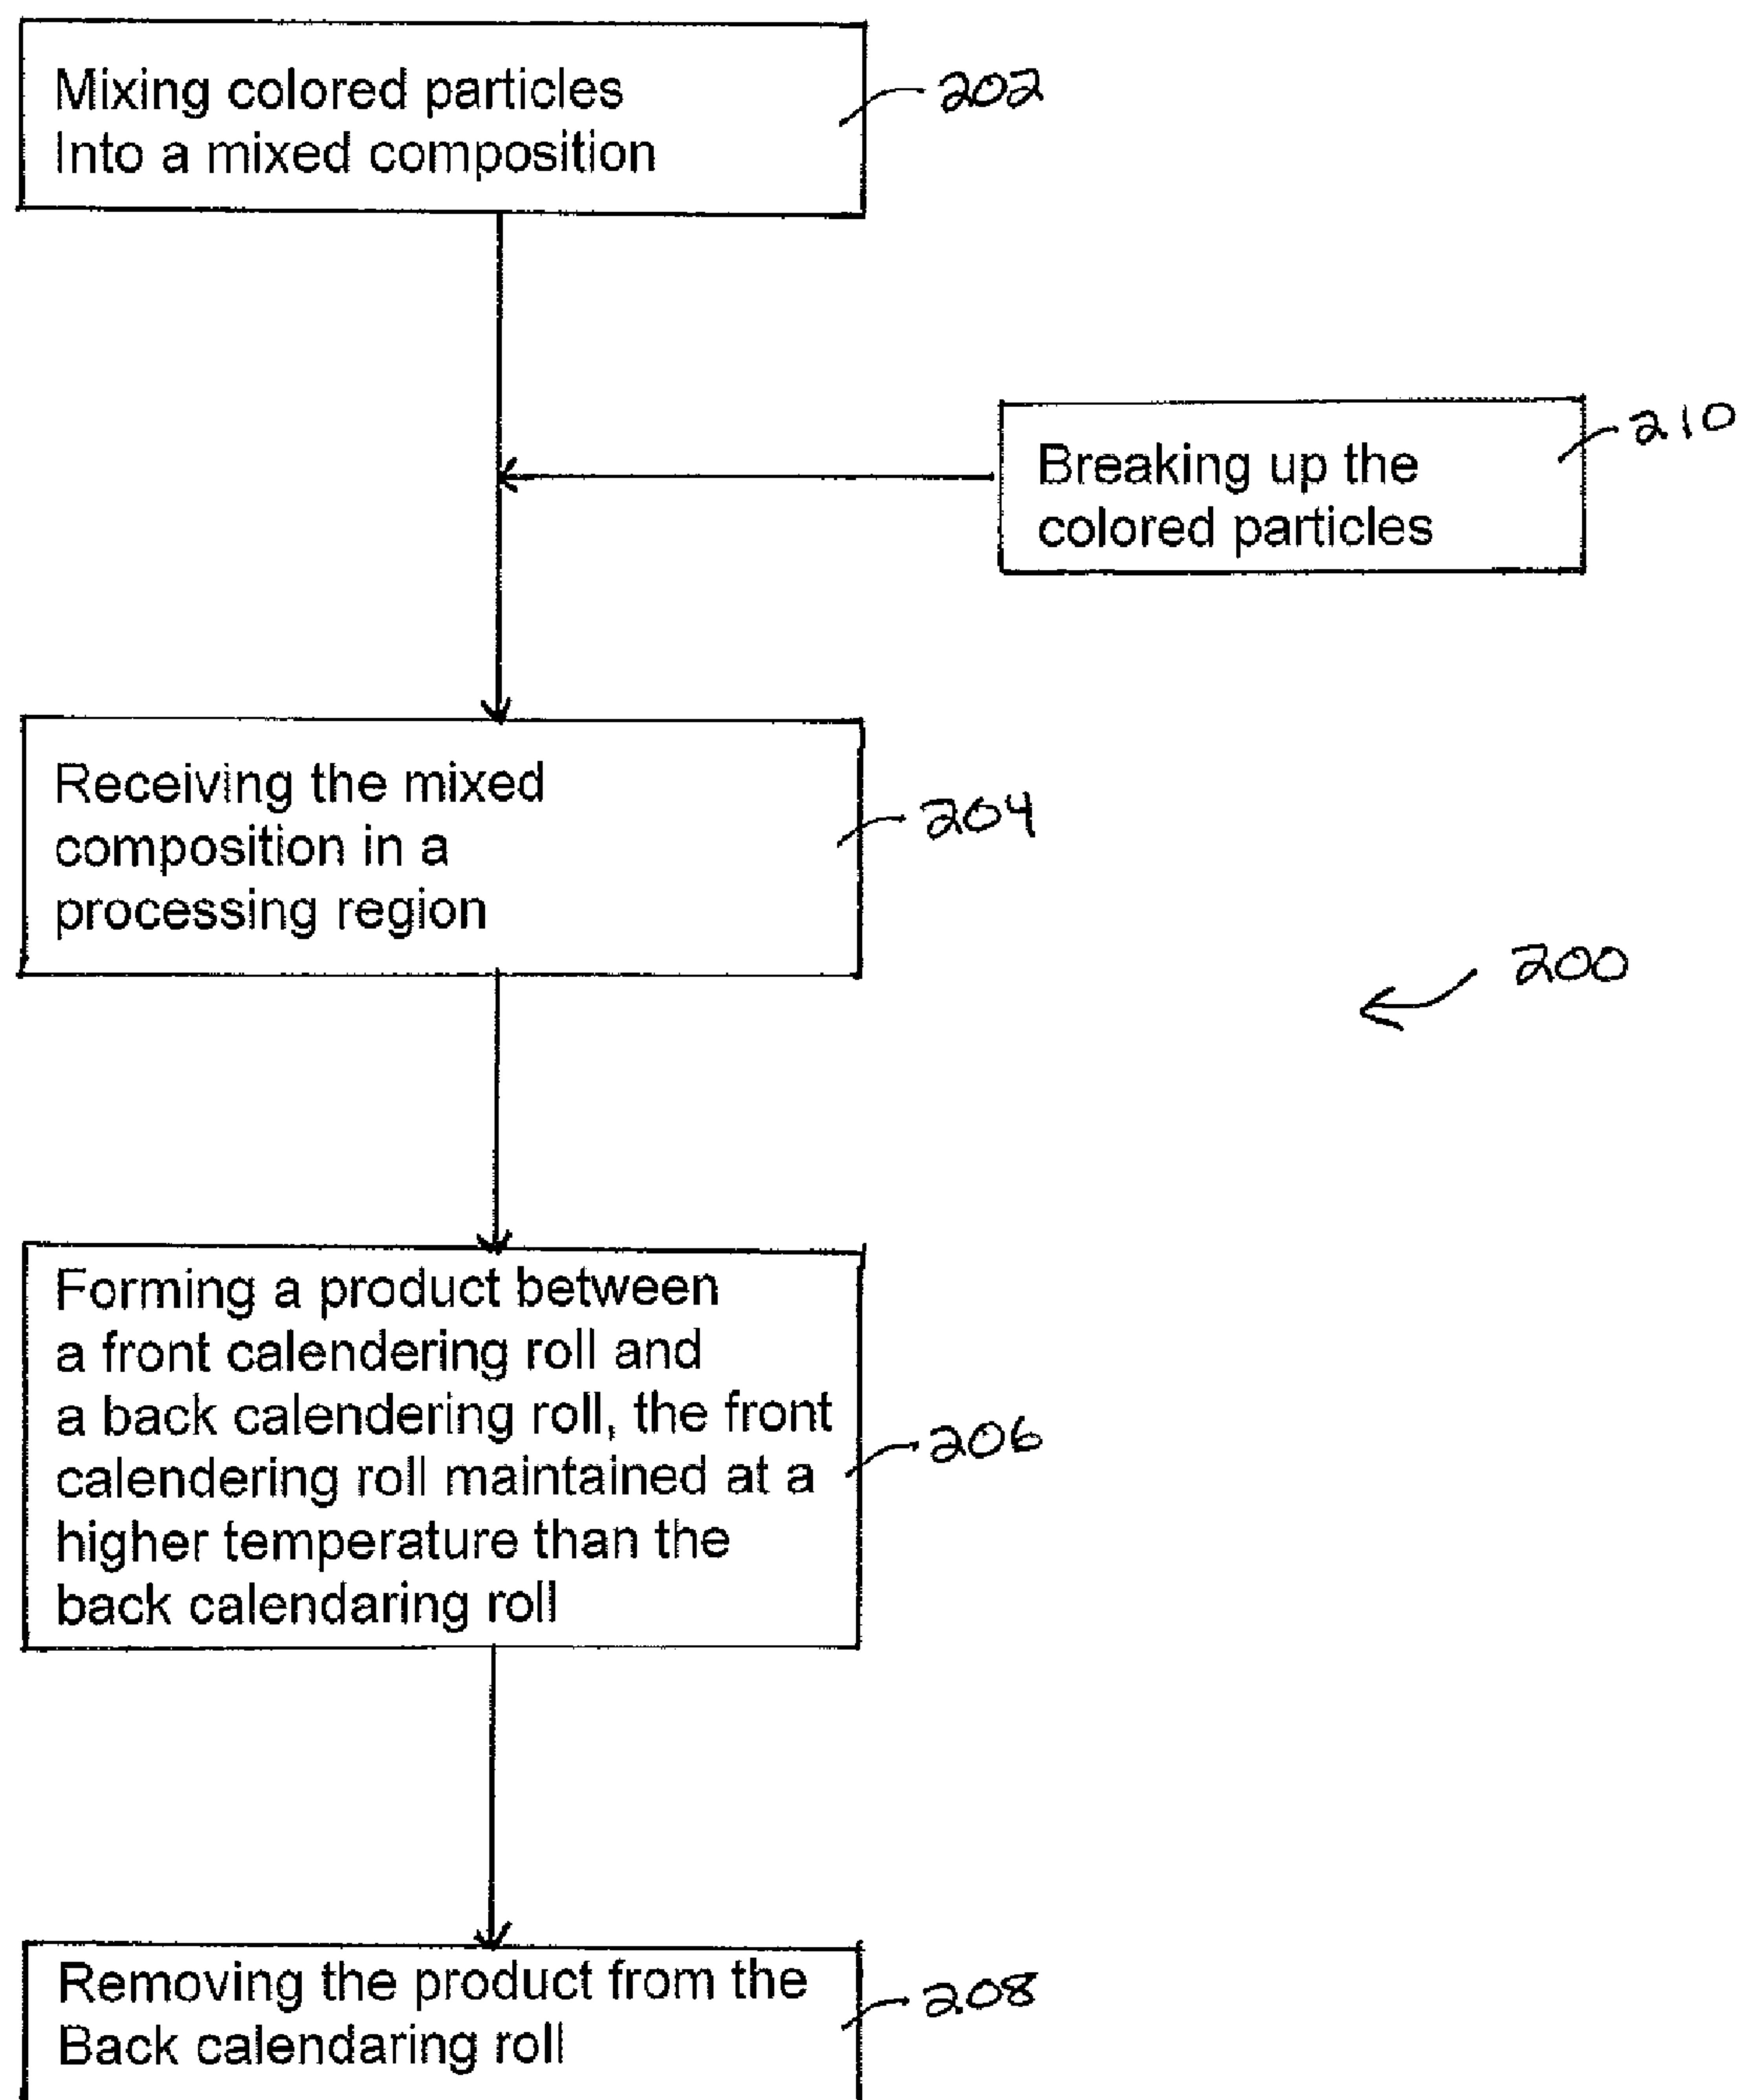 Mixing colored particles
Into a mixed composition
202
Breaking up the
colored particles
210
Receiving the mixed
composition in a
processing region
204
200
Forming a product between
a front calendering roll and
a back calendering roll, the front
calendering roll maintained at a
higher temperature than the
back calendaring roll
206
Removing the product from the
Back calendaring roll
208